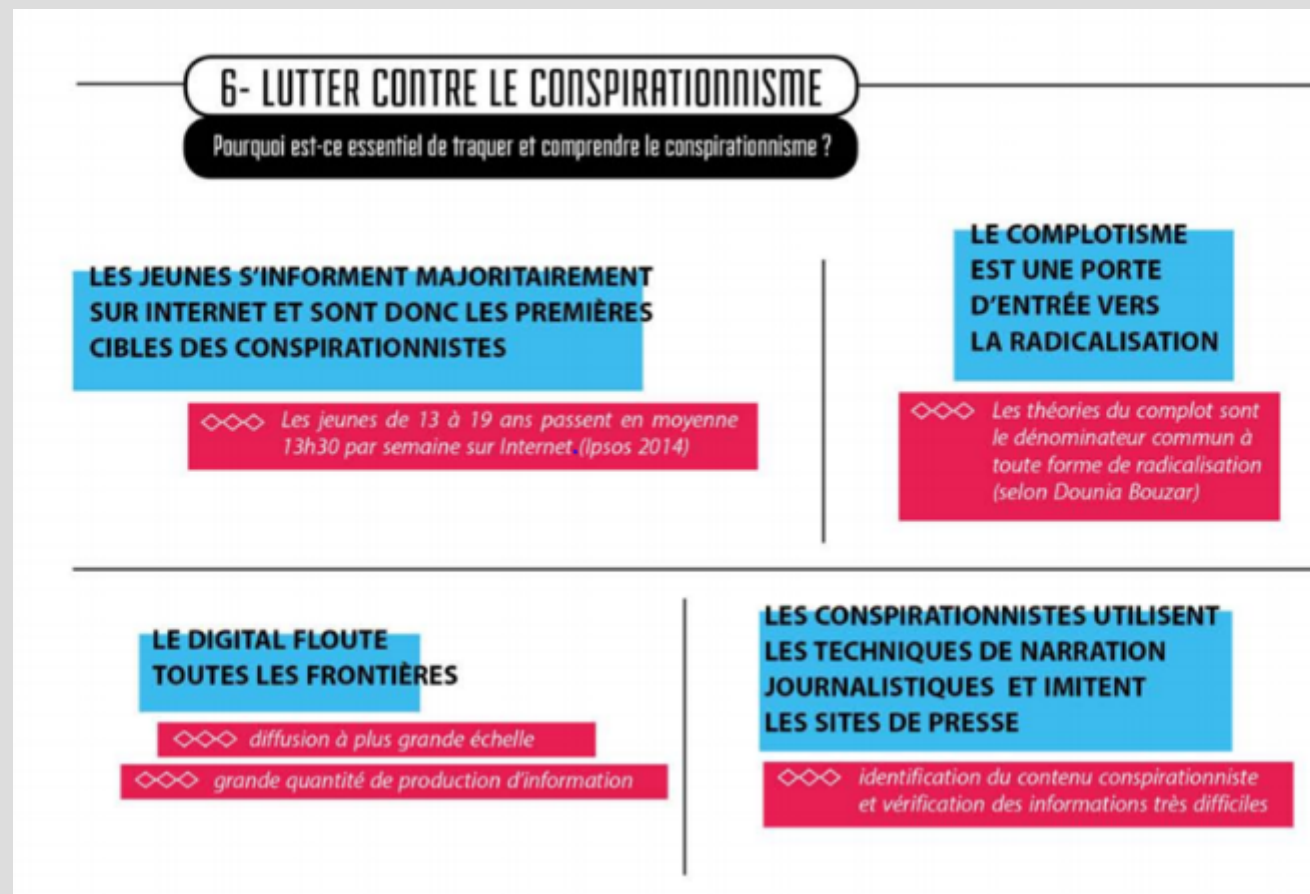 6- LUTTER CONTRE LE CONSPIRATIONNISME
Pourquoi est-ce essentiel de traquer et comprendre le conspirationnisme ?
LES JEUNES S'INFORMENT MAJORITAIREMENT
SUR INTERNET ET SONT DONC LES PREMIÈRES
CIBLES DES CONSPIRATIONNISTES
Les jeunes de 13 à 19 ans passent en moyenne
13h30 par semaine sur Internet.(Ipsos 2014)
LE COMPLOTISME
EST UNE PORTE
D'ENTRÉE VERS
LA RADICALISATION
Les théories du complot sont
le dénominateur commun à
toute forme de radicalisation
(selon Dounia Bouzar)
LE DIGITAL FLOUTE
TOUTES LES FRONTIÈRES
diffusion à plus grande échelle
grande quantité de production d'information
LES CONSPIRATIONNISTES UTILISENT
LES TECHNIQUES DE NARRATION
JOURNALISTIQUES ET IMITENT
LES SITES DE PRESSE
identification du contenu conspirationniste
et vérification des informations très difficiles